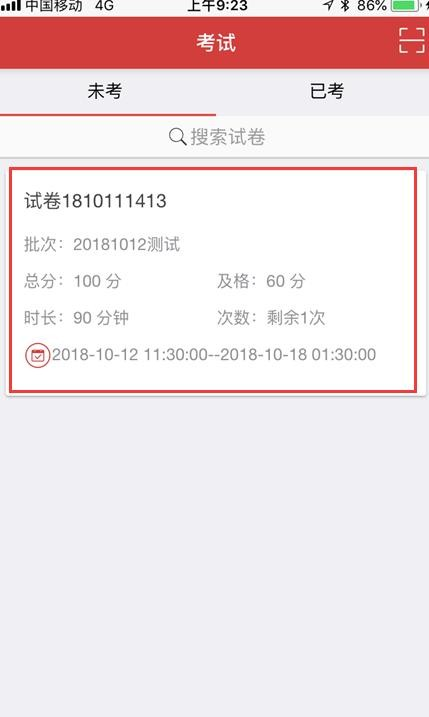 中国移动 4G 上午9:23 86%
考试
未考 已考
搜索试卷
试卷1810111413
批次：20181012测试
总分：100 分 及格：60 分
时长：90 分钟 次数：剩余1次
2018-10-12 11:30:00--2018-10-18 01:30:00